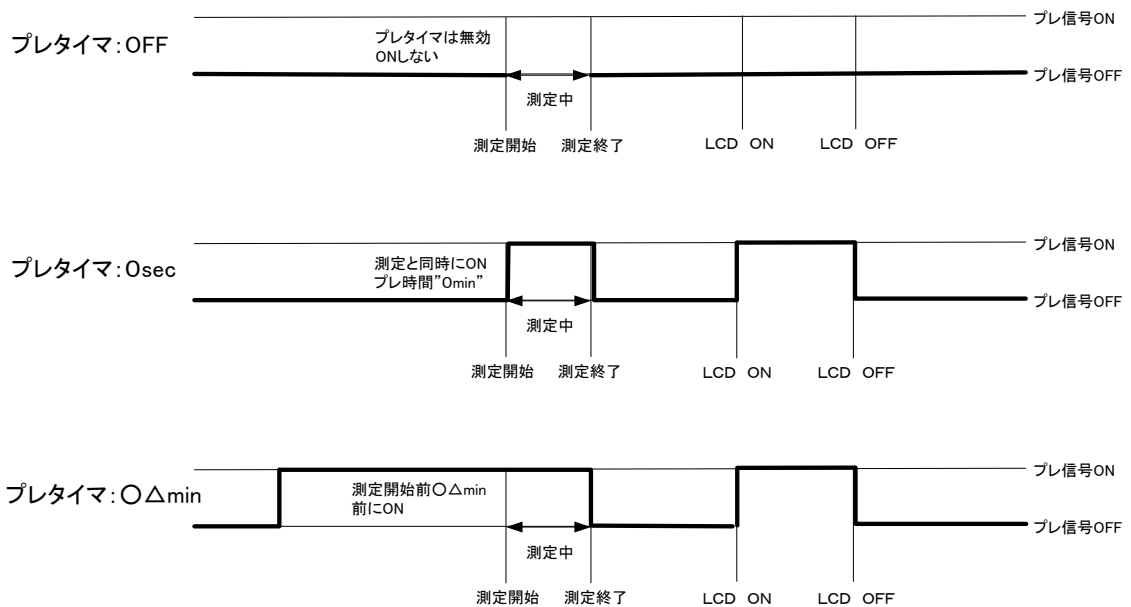 プレ信号ON
プレタイマ:OFF
プレタイマは無効
ONしない
プレ信号OFF
測定中
測定開始 測定終了 LCD ON LCD OFF
プレ信号ON
プレタイマ:0sec
測定と同時にON
プレ時間”0min”
プレ信号OFF
測定中
測定開始 測定終了 LCD ON LCD OFF
プレ信号ON
プレタイマ:○△min
測定開始前○△min
前にON
プレ信号OFF
測定中
測定開始 測定終了 LCD ON LCD OFF